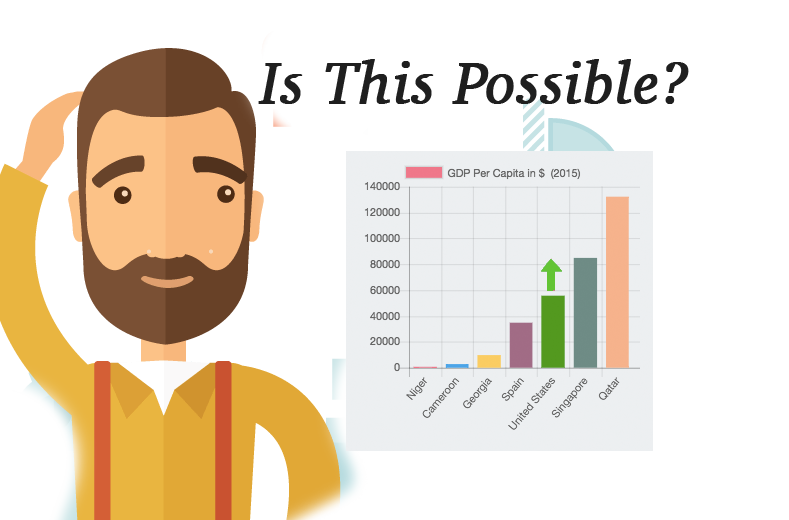 Is This Possible?
GDP Per Capita in $ (2015)
140000
120000
100000
80000
60000
40000
20000
0
Niger
Cameroon
Georgia
Spain
United States
Singapore
Qatar